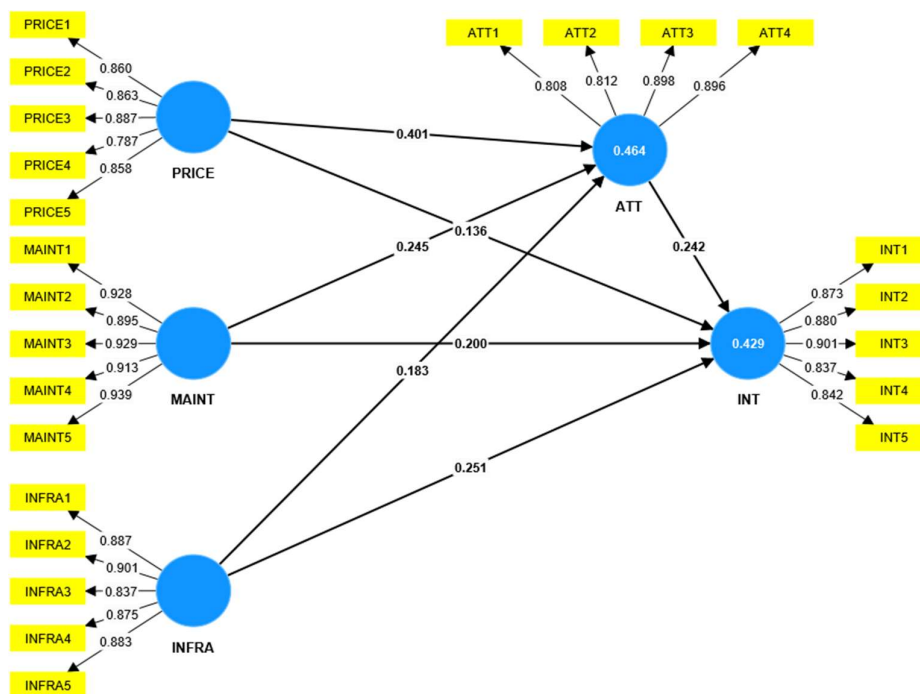 PRICE1
PRICE2
PRICE3
PRICE4
PRICE5
0.860
0.863
0.887
0.787
0.858
PRICE
MAINT1
MAINT2
MAINT3
MAINT4
MAINT5
0.928
0.895
0.929
0.913
0.939
MAINT
INFRA1
INFRA2
INFRA3
INFRA4
INFRA5
0.887
0.901
0.837
0.875
0.883
INFRA
0.401
0.136
0.245
0.200
0.183
0.251
ATT1
ATT2
ATT3
ATT4
0.808
0.812
0.898
0.896
0.464
ATT
0.242
0.429
INT
0.873
0.880
0.901
0.837
0.842
INT1
INT2
INT3
INT4
INT5